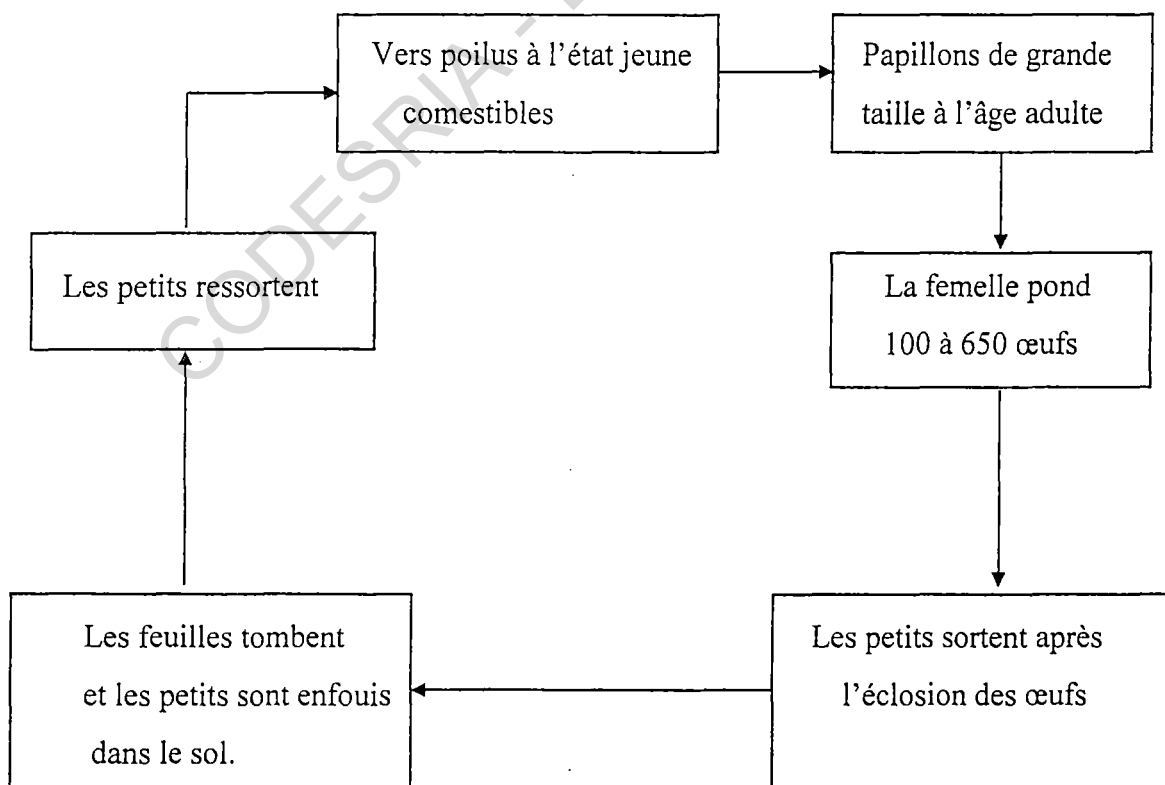 Vers poilus à l'état jeune
comestibles
Papillons de grande
taille à l'âge adulte
Les petits ressortent
La femelle pond
100 à 650 œufs
Les feuilles tombent
et les petits sont enfouis
dans le sol.
Les petits sortent après
l'éclosion des œufs
CODESRIA -